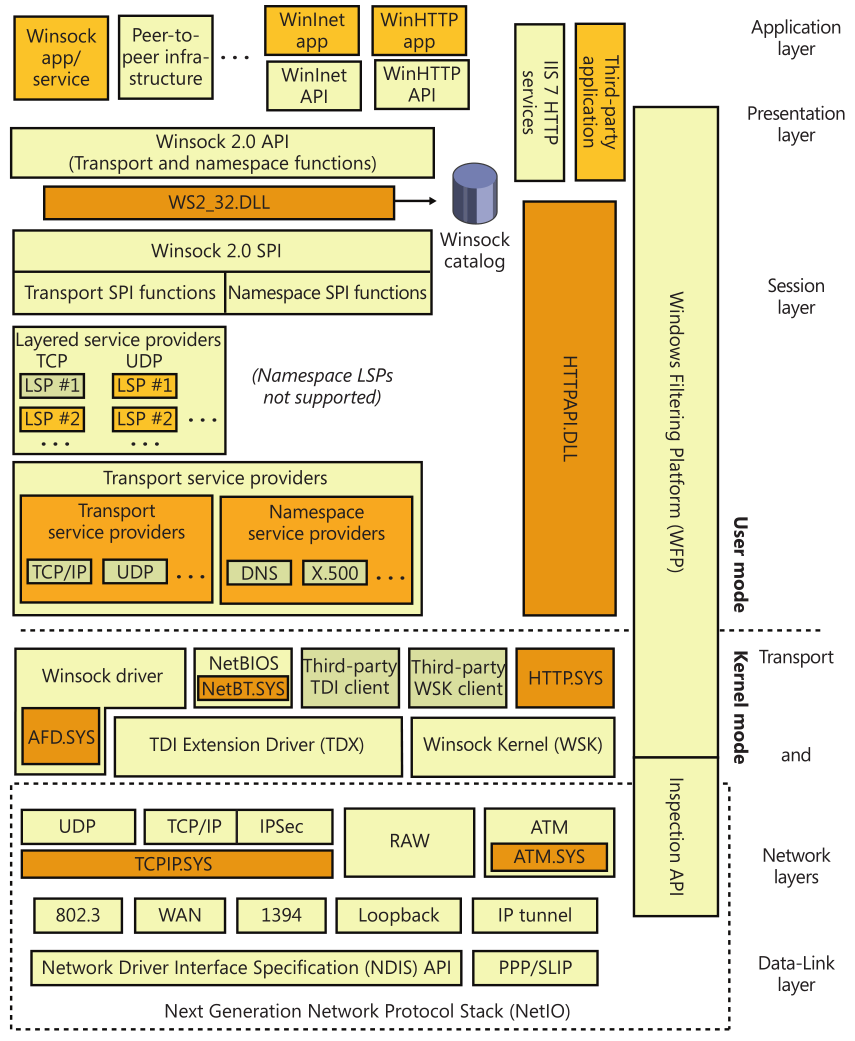 Winsock
app/
service
Peer-to-
peer infra-
structure
• • •
WinInet
app
WinHTTP
app
WinInet
API
WinHTTP
API
IIS 7 HTTP
services
Third-party
application
Application
layer
Presentation
layer
Winsock 2.0 API
(Transport and namespace functions)
WS2_32.DLL
Winsock
catalog
Winsock 2.0 SPI
Transport SPI functions
Namespace SPI functions
Session
layer
Layered service providers
TCP
UDP
LSP #1
LSP #1
LSP #2
LSP #2
• • •
• • •
• • •
(Namespace LSPs
not supported)
HTTPAPI.DLL
Windows Filtering Platform (WFP)
Transport service providers
Transport
service providers
TCP/IP
UDP
• • •
Namespace
service providers
DNS
X.500
• • •
User mode
Kernel mode
Winsock driver
AFD.SYS
NetBIOS
NetBT.SYS
Third-party
TDI client
Third-party
WSK client
HTTP.SYS
Transport
TDI Extension Driver (TDX)
Winsock Kernel (WSK)
and
Inspection API
UDP
TCP/IP
IPSec
TCPIP.SYS
RAW
ATM
ATM.SYS
Network
layers
802.3
WAN
1394
Loopback
IP tunnel
Network Driver Interface Specification (NDIS) API
PPP/SLIP
Data-Link
layer
Next Generation Network Protocol Stack (NetIO)